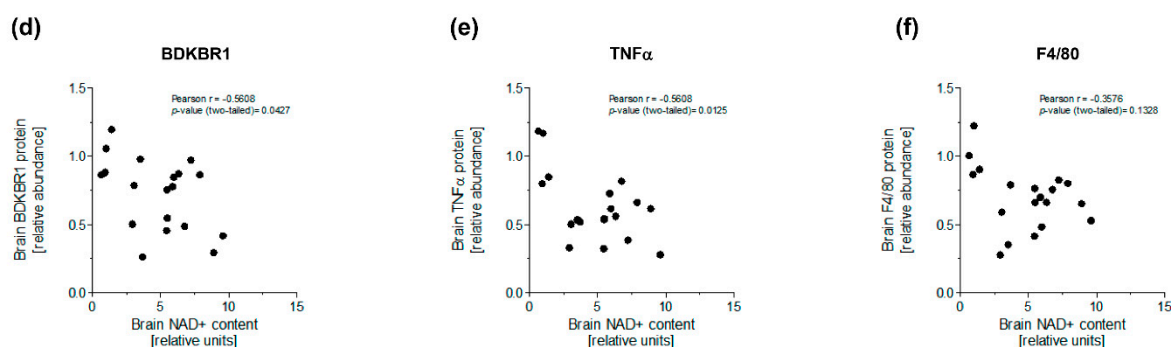 (d)
BDKBR1
Pearson r = -0.5608
p-value (two-tailed)= 0.0427
1.5
1.0
0.5
0.0
Brain BDKBR1 protein
[relative abundance]
0
5
10
15
Brain NAD+ content
[relative units]
(e)
TNFα
Pearson r = -0.5608
p-value (two-tailed)= 0.0125
1.5
1.0
0.5
0.0
Brain TNFα protein
[relative abundance]
0
5
10
15
Brain NAD+ content
[relative units]
(f)
F4/80
Pearson r = -0.3576
p-value (two-tailed)= 0.1328
1.5
1.0
0.5
0.0
Brain F4/80 protein
[relative abundance]
0
5
10
15
Brain NAD+ content
[relative units]